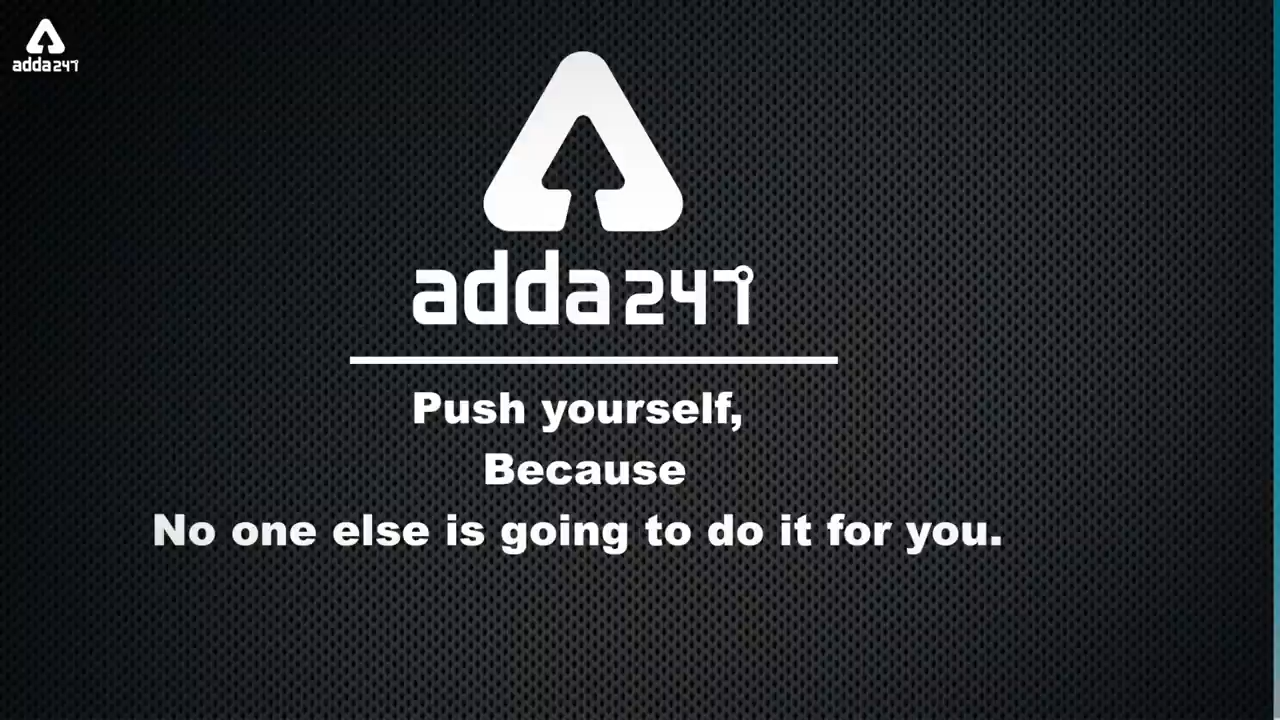 adda247
adda247
Push yourself,
Because
No one else is going to do it for you.